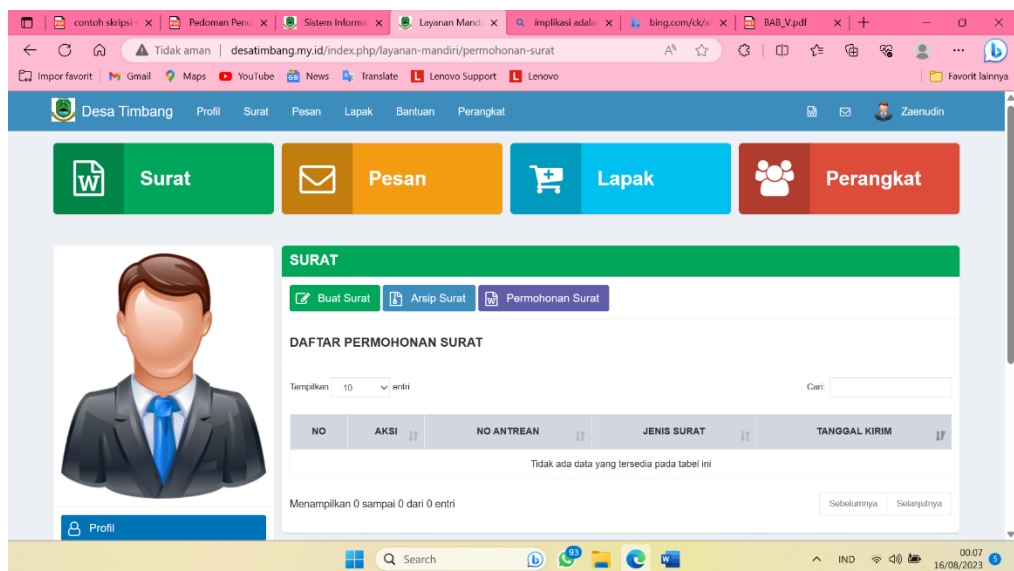 contoh skripsi s
Pedoman Penul
Sistem Informa
Layanan Mandi
implikasi adala
bing.com/ck/a
BAB_V.pdf
Tidak aman | desatimbang.my.id/index.php/layanan-mandiri/permohonan-surat
Impor favorit Gmail Maps YouTube News Translate Lenovo Support Lenovo Favorit lainnya
Desa Timbang Profil Surat Pesan Lapak Bantuan Perangkat Zaenudin
Surat Pesan Lapak Perangkat
SURAT
Buat Surat Arsip Surat Permohonan Surat
DAFTAR PERMOHONAN SURAT
Tampilkan 10 entri Cari:
NO AKSI NO ANTREAN JENIS SURAT TANGGAL KIRIM
Tidak ada data yang tersedia pada tabel ini
Menampilkan 0 sampai 0 dari 0 entri Sebelumnya Selanjutnya
Profil
Search 93 IND 00.07
16/08/2023 5